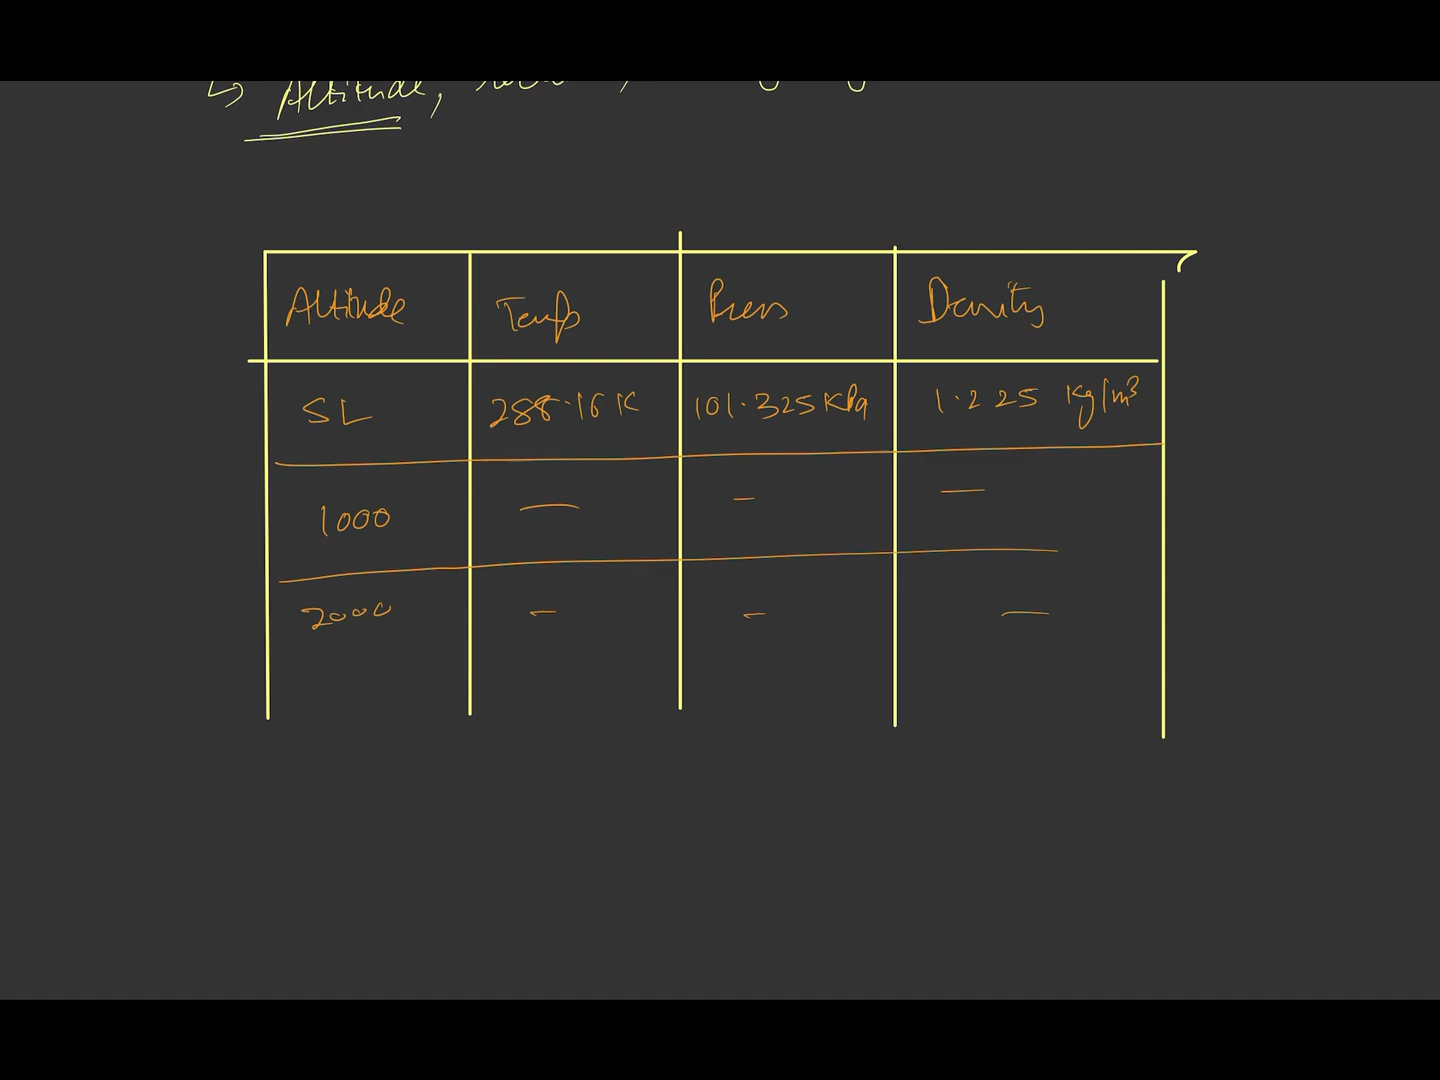 ↳ Altitude,
Altitude Temp Press Density
SL 288.16 K 101.325 KPa 1.225 Kg/m³
1000 — — —
2000 — — —